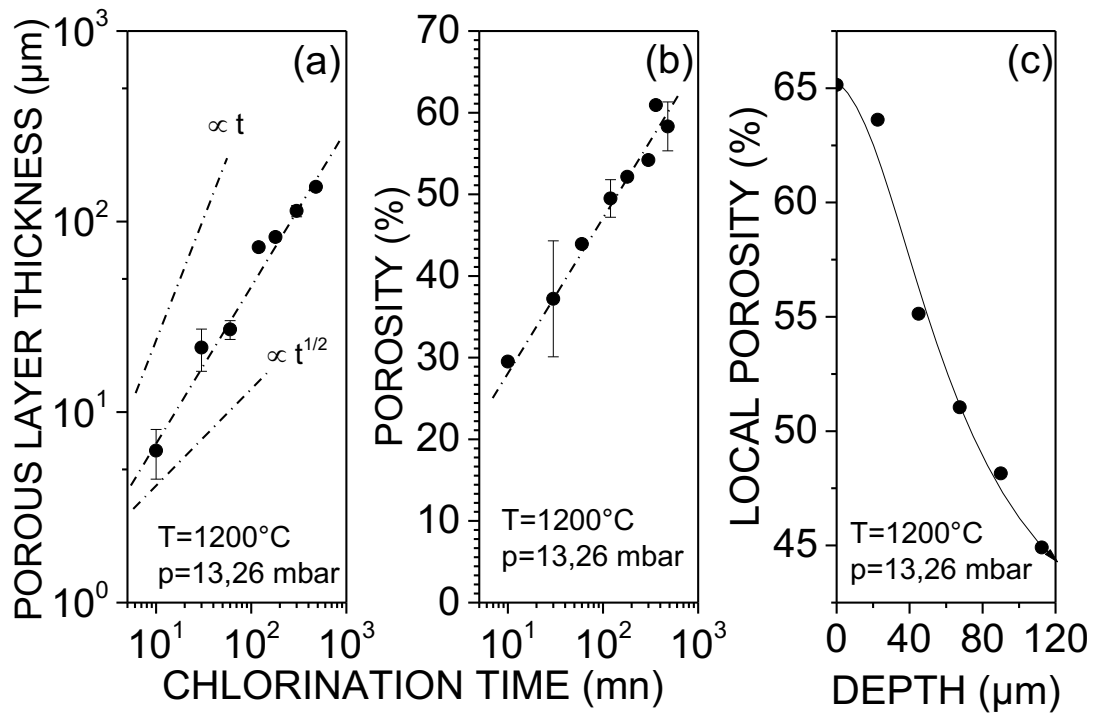 (a)
POROUS LAYER THICKNESS (µm)
10³
10²
10¹
10⁰
∝ t
∝ t¹/²
T=1200°C
p=13,26 mbar
10¹ 10² 10³
(b)
POROSITY (%)
70
60
50
40
30
20
10
0
T=1200°C
p=13,26 mbar
10¹ 10² 10³
CHLORINATION TIME (mn)
(c)
LOCAL POROSITY (%)
65
60
55
50
45
T=1200°C
p=13,26 mbar
0 40 80 120
DEPTH (µm)